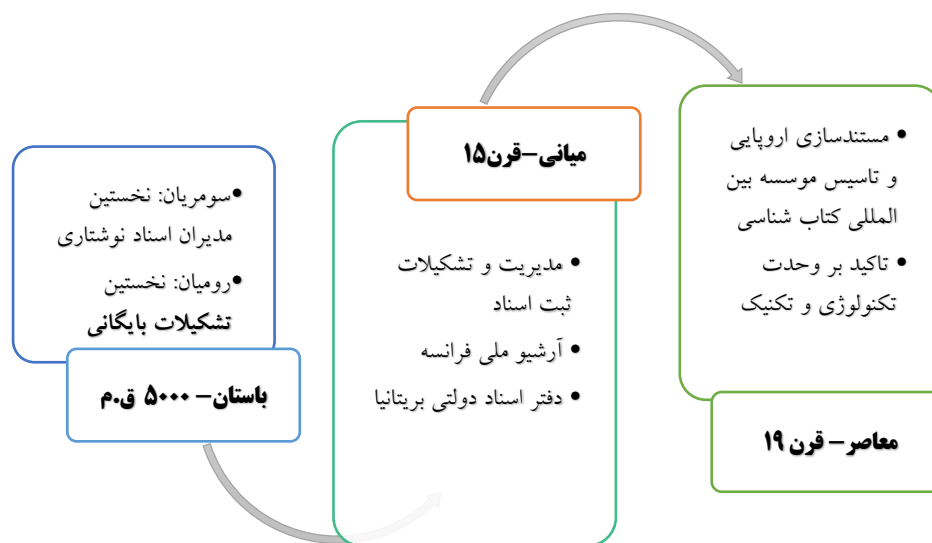 •سومریان: نخستین
مدیران اسناد نوشتاری
•رومیان: نخستین
تشکیلات بایگانی
باستان– ۵۰۰۰ ق.م
میانی–قرن۱۵
• مدیریت و تشکیلات
ثبت اسناد
• آرشیو ملی فرانسه
• دفتر اسناد دولتی بریتانیا
• مستندسازی اروپایی
و تاسیس موسسه بین
المللی کتاب شناسی
• تاکید بر وحدت
تکنولوژی و تکنیک
معاصر– قرن ۱۹